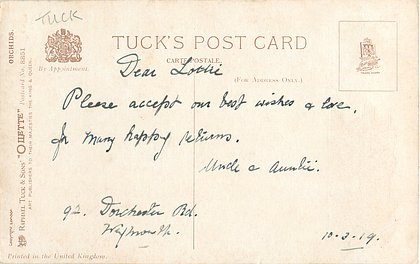 TUCK
TUCK'S POST CARD
CARTE POSTALE
By Appointment.
(FOR ADDRESS ONLY.)
Dear Lottie
Please accept our best wishes & love,
for many happy returns.
Uncle & Auntie.
92. Dorchester Rd.
Weymouth.
10-3-19.
Printed in the United Kingdom.
ORCHIDS.
RAPHAEL TUCK & SONS' "OILETTE" Postcard No. 8851
ART PUBLISHERS TO THEIR MAJESTIES THE KING & QUEEN.